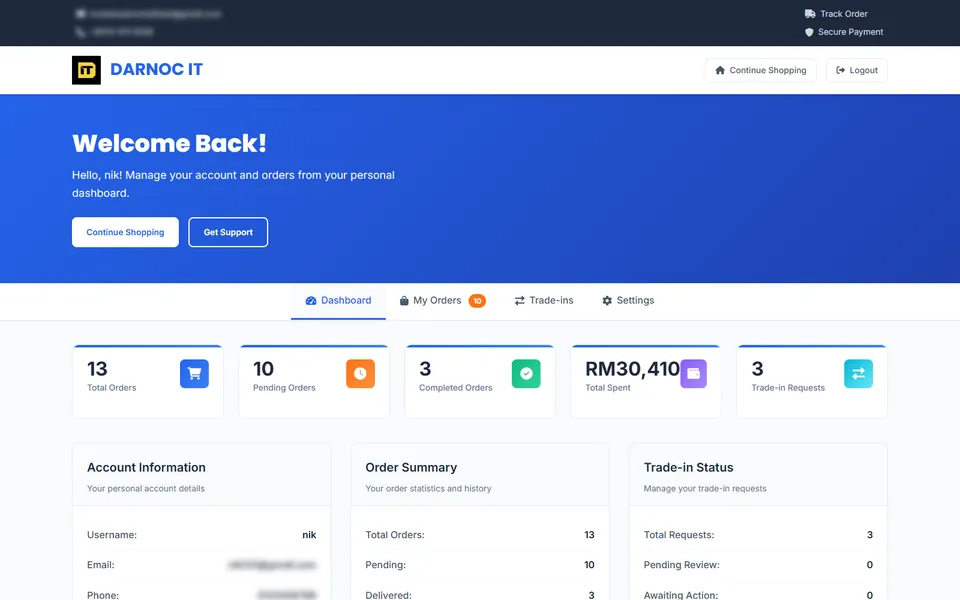 Track Order
Secure Payment
IT
DARNOC IT
Continue Shopping
Logout
Welcome Back!
Hello, nik! Manage your account and orders from your personal
dashboard.
Continue Shopping
Get Support
Dashboard
My Orders 10
Trade-ins
Settings
13
Total Orders
10
Pending Orders
3
Completed Orders
RM30,410
Total Spent
3
Trade-in Requests
Account Information
Your personal account details
Username: nik
Email:
Phone:
Order Summary
Your order statistics and history
Total Orders: 13
Pending: 10
Delivered: 3
Trade-in Status
Manage your trade-in requests
Total Requests: 3
Pending Review: 0
Awaiting Action: 0